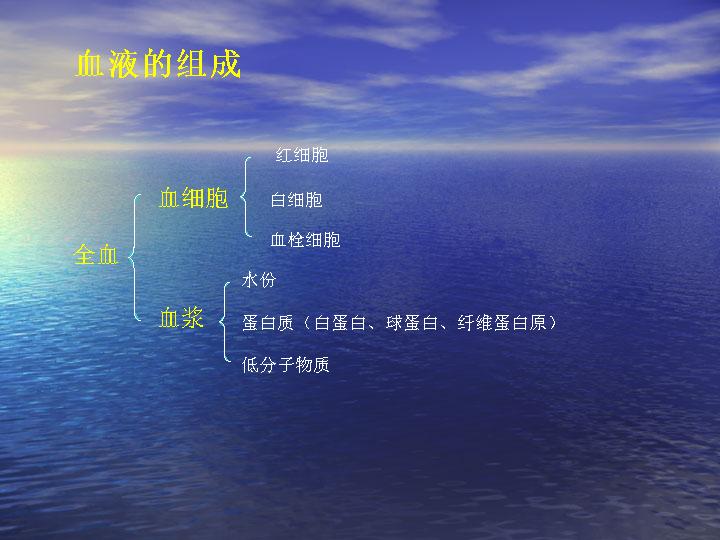 血液的组成
红细胞
血细胞
白细胞
血栓细胞
全血
水份
血浆
蛋白质（白蛋白、球蛋白、纤维蛋白原）
低分子物质